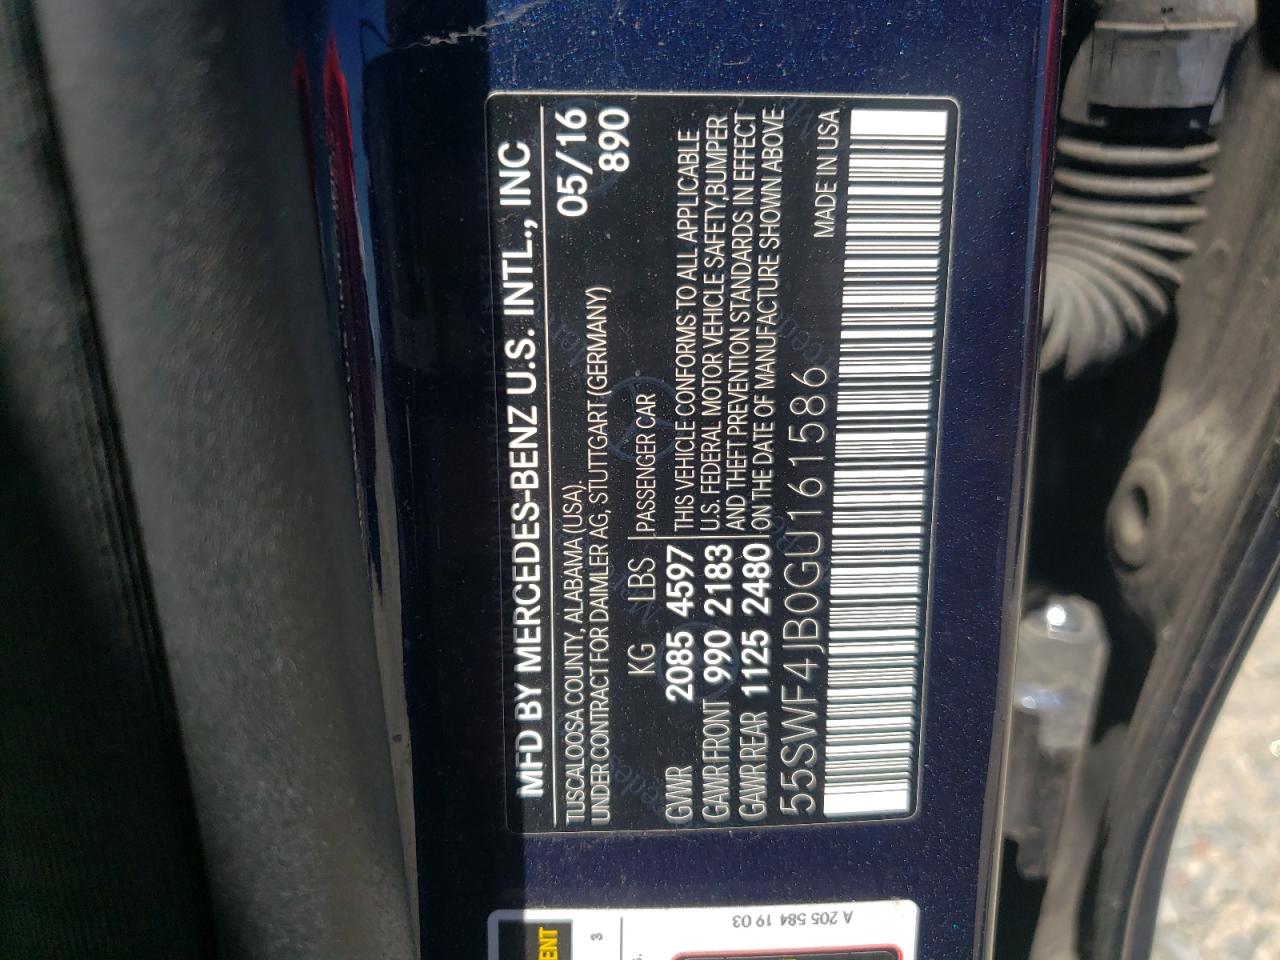 MFD BY MERCEDES-BENZ U.S. INTL., INC
TUSCALOOSA COUNTY, ALABAMA (USA) 05/16
UNDER CONTRACT FOR DAIMLER AG, STUTTGART (GERMANY) 890
KG LBS PASSENGER CAR
GVWR 2085 4597 THIS VEHICLE CONFORMS TO ALL APPLICABLE
GAWR FRONT 990 2183 U.S. FEDERAL MOTOR VEHICLE SAFETY,BUMPER
GAWR REAR 1125 2480 AND THEFT PREVENTION STANDARDS IN EFFECT
ON THE DATE OF MANUFACTURE SHOWN ABOVE
55SWF4JB0GU161586 MADE IN USA
A 205 584 19 03
3